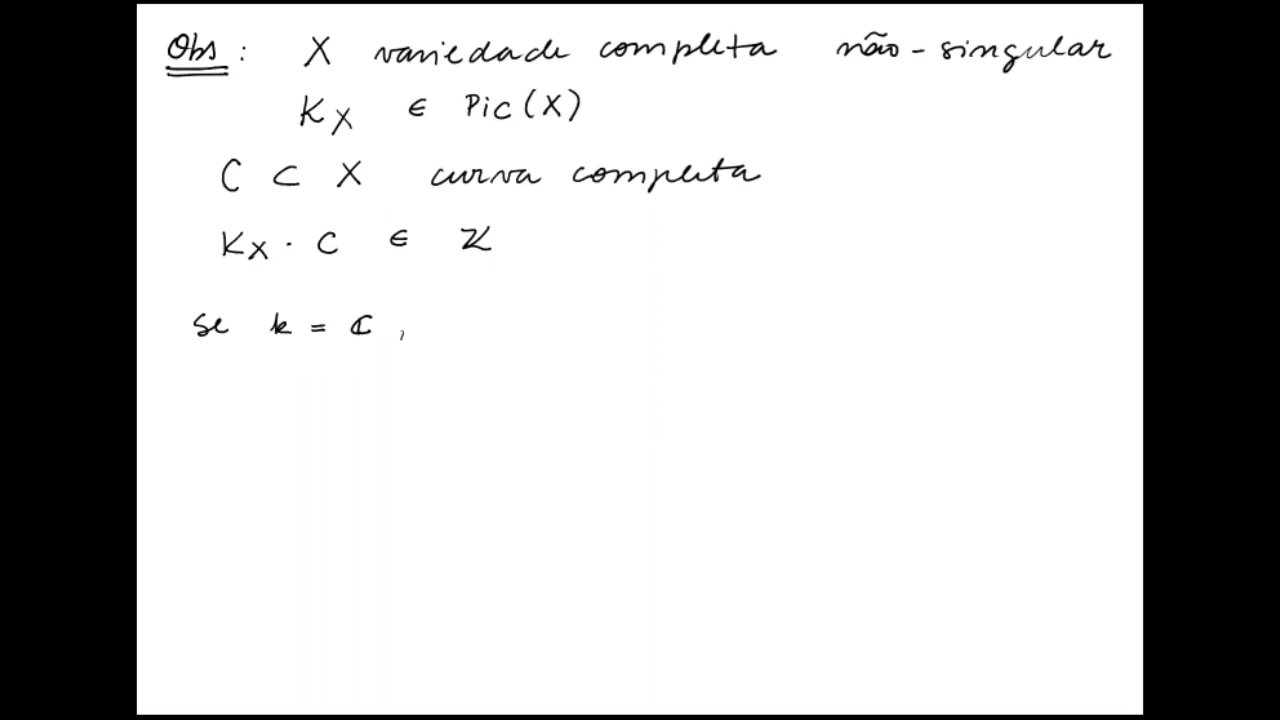 Obs : X variedade completa não-singular
K_X ∈ Pic(X)
C ⊂ X curva completa
K_X · C ∈ ℤ
se k = ℂ ,